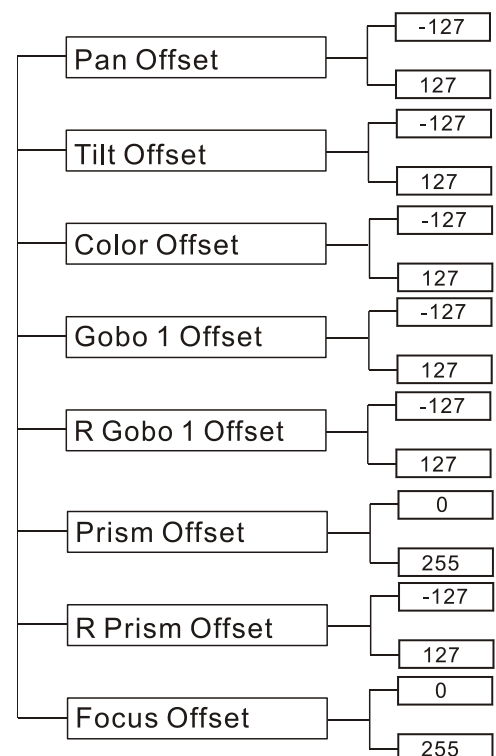 -127
Pan Offset
127
-127
Tilt Offset
127
-127
Color Offset
127
-127
Gobo 1 Offset
127
-127
R Gobo 1 Offset
127
0
Prism Offset
255
-127
R Prism Offset
127
0
Focus Offset
255